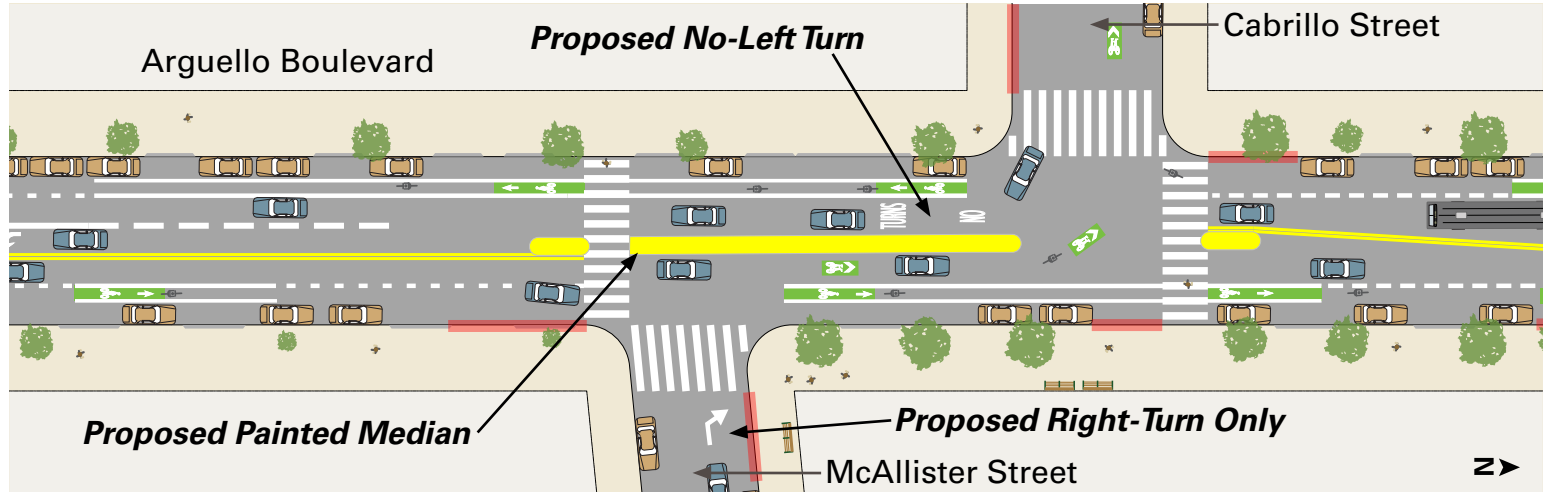 Cabrillo Street
Proposed No-Left Turn
Arguello Boulevard
TURNS
NO
Proposed Painted Median
Proposed Right-Turn Only
McAllister Street
N